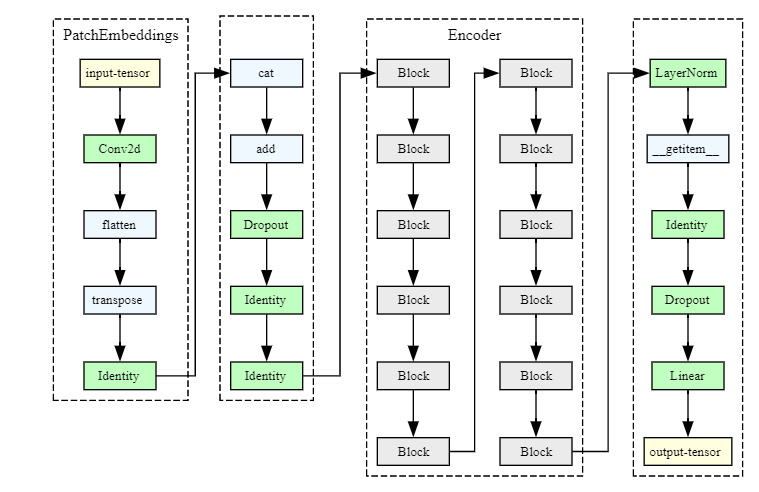 PatchEmbeddings
input-tensor
Conv2d
flatten
transpose
Identity
cat
add
Dropout
Identity
Identity
Encoder
Block
Block
Block
Block
Block
Block
Block
Block
Block
Block
Block
Block
LayerNorm
__getitem__
Identity
Dropout
Linear
output-tensor